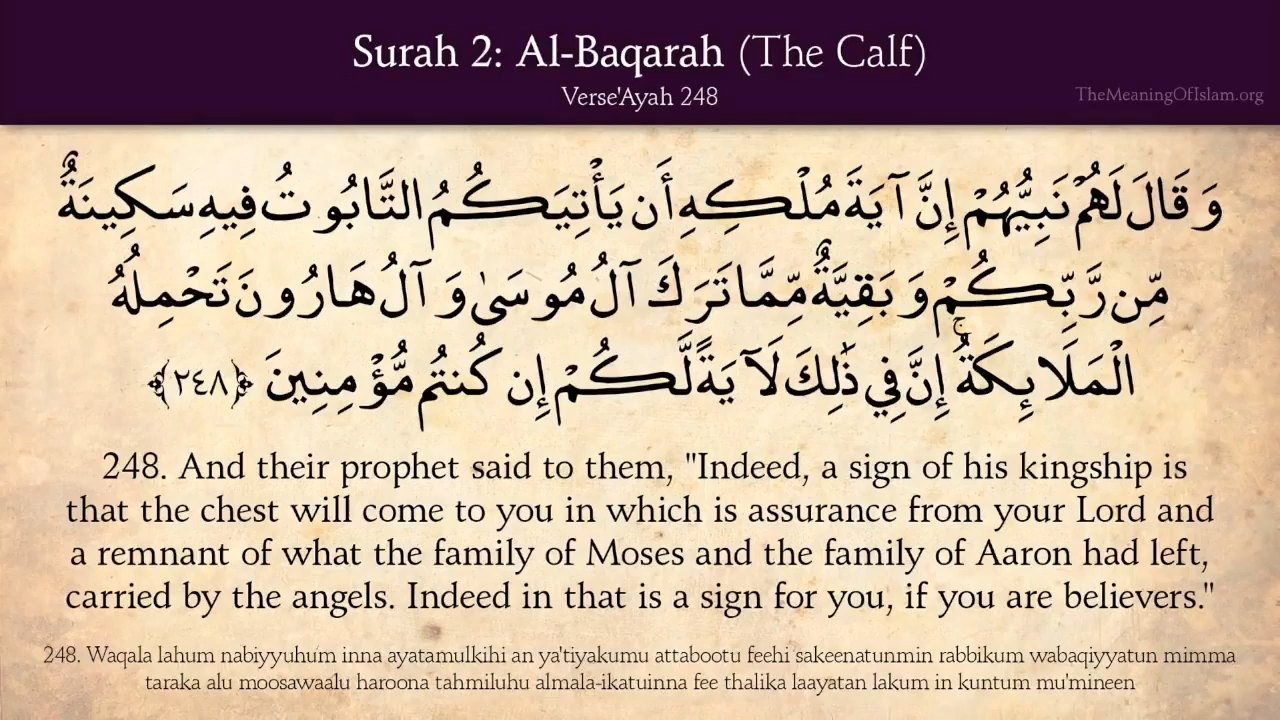 Surah 2: Al-Baqarah (The Calf)
Verse'Ayah 248
TheMeaningOfIslam.org
وَقَالَ لَهُمْ نَبِيُّهُمْ إِنَّ آيَةَ مُلْكِهِ أَن يَأْتِيَكُمُ التَّابُوتُ فِيهِ سَكِينَةٌ
مِّن رَّبِّكُمْ وَبَقِيَّةٌ مِّمَّا تَرَكَ آلُ مُوسَىٰ وَآلُ هَارُونَ تَحْمِلُهُ
الْمَلَائِكَةُ ۚ إِنَّ فِي ذَٰلِكَ لَآيَةً لَّكُمْ إِن كُنتُم مُّؤْمِنِينَ ﴿٢٤٨﴾
248. And their prophet said to them, "Indeed, a sign of his kingship is
that the chest will come to you in which is assurance from your Lord and
a remnant of what the family of Moses and the family of Aaron had left,
carried by the angels. Indeed in that is a sign for you, if you are believers."
248. Waqala lahum nabiyyuhum inna ayatamulkihi an ya'tiyakumu attabootu feehi sakeenatunmin rabbikum wabaqiyyatun mimma
taraka alu moosawaalu haroona tahmiluhu almala-ikatuinna fee thalika laayatan lakum in kuntum mu'mineen